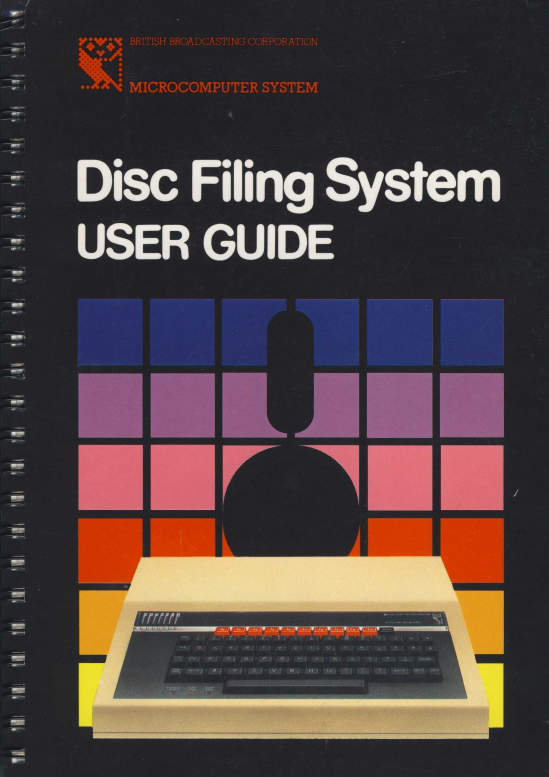 BRITISH BROADCASTING CORPORATION
MICROCOMPUTER SYSTEM
Disc Filing System
USER GUIDE